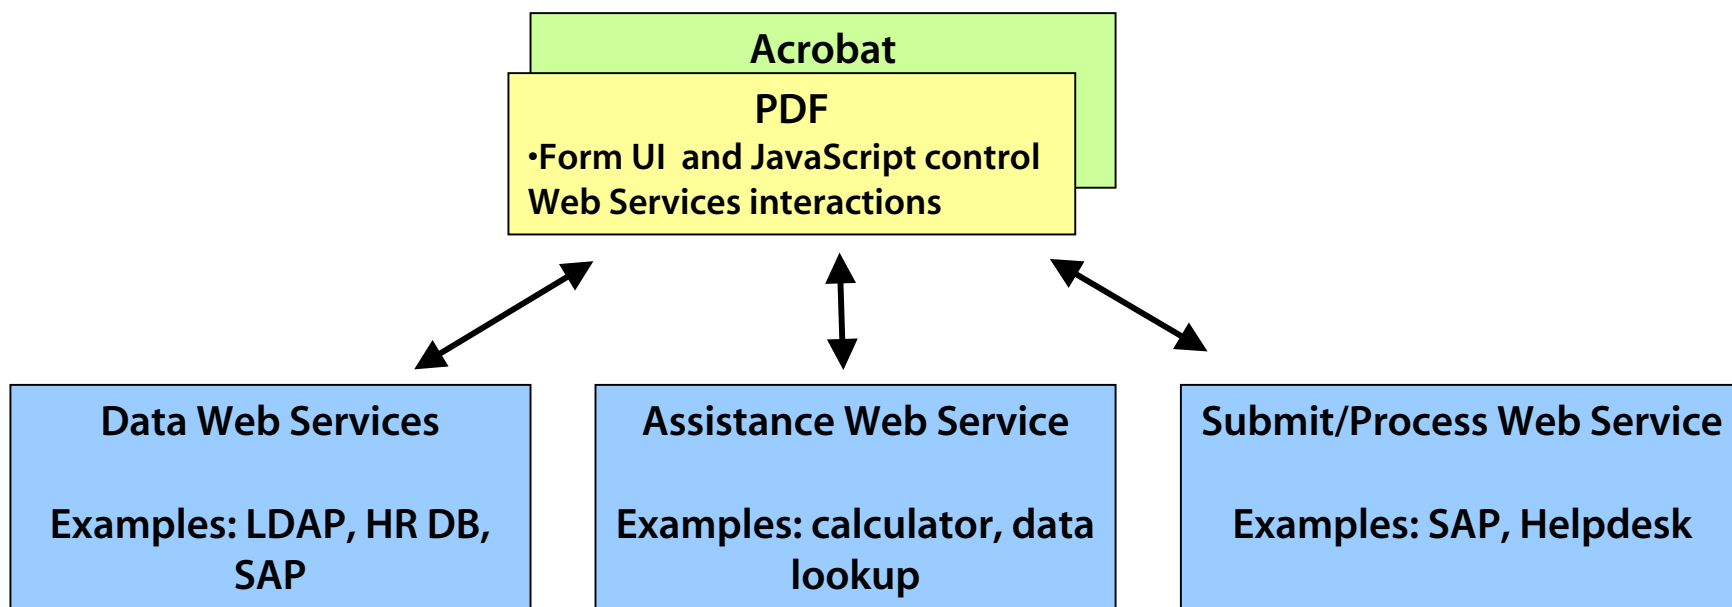 Acrobat
PDF
•Form UI  and JavaScript control
Web Services interactions
Data Web Services
Examples: LDAP, HR DB,
SAP
Assistance Web Service
Examples: calculator, data
lookup
Submit/Process Web Service
Examples: SAP, Helpdesk